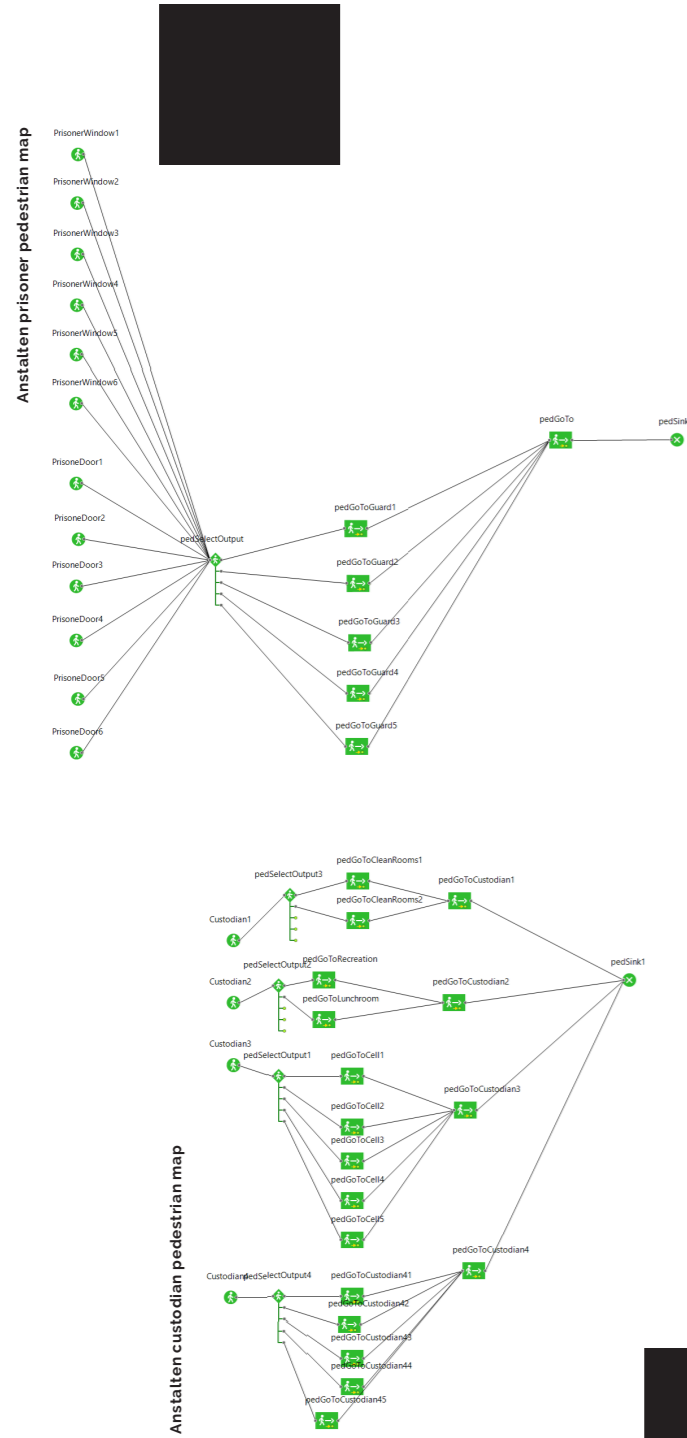 Anstalten prisoner pedestrian map
PrisonerWindow1
PrisonerWindow2
PrisonerWindow3
PrisonerWindow4
PrisonerWindow5
PrisonerWindow6
PrisoneDoor1
PrisoneDoor2
PrisoneDoor3
PrisoneDoor4
PrisoneDoor5
PrisoneDoor6
pedSelectOutput
pedGoToGuard1
pedGoToGuard2
pedGoToGuard3
pedGoToGuard4
pedGoToGuard5
pedGoTo
pedSink
Anstalten custodian pedestrian map
Custodian1
pedSelectOutput3
pedGoToCleanRooms1
pedGoToCleanRooms2
pedGoToCustodian1
Custodian2
pedSelectOutput2
pedGoToRecreation
pedGoToLunchroom
pedGoToCustodian2
pedSink1
Custodian3
pedSelectOutput1
pedGoToCell1
pedGoToCell2
pedGoToCell3
pedGoToCell4
pedGoToCell5
pedGoToCustodian3
Custodian4
pedSelectOutput4
pedGoToCustodian41
pedGoToCustodian42
pedGoToCustodian43
pedGoToCustodian44
pedGoToCustodian45
pedGoToCustodian4